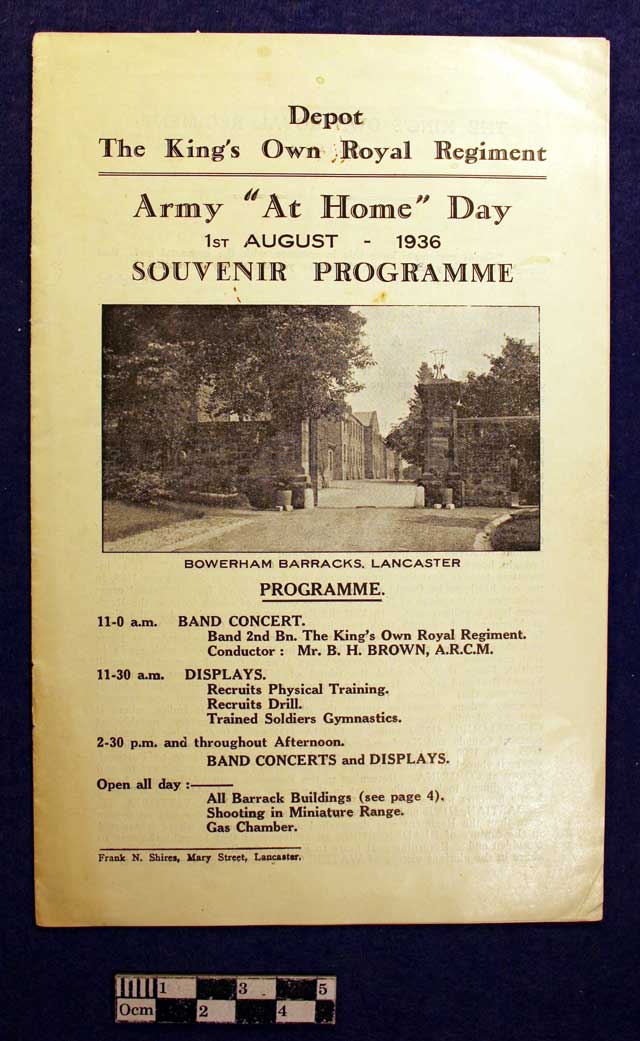 Depot
The King's Own Royal Regiment
Army "At Home" Day
1ST AUGUST - 1936
SOUVENIR PROGRAMME
BOWERHAM BARRACKS, LANCASTER
PROGRAMME.
11-0 a.m. BAND CONCERT.
Band 2nd Bn. The King's Own Royal Regiment.
Conductor : Mr. B. H. BROWN, A.R.C.M.
11-30 a.m. DISPLAYS.
Recruits Physical Training.
Recruits Drill.
Trained Soldiers Gymnastics.
2-30 p.m. and throughout Afternoon.
BAND CONCERTS and DISPLAYS.
Open all day :—
All Barrack Buildings (see page 4).
Shooting in Miniature Range.
Gas Chamber.
Frank N. Shires, Mary Street, Lancaster.
1 3 5
0cm 2 4